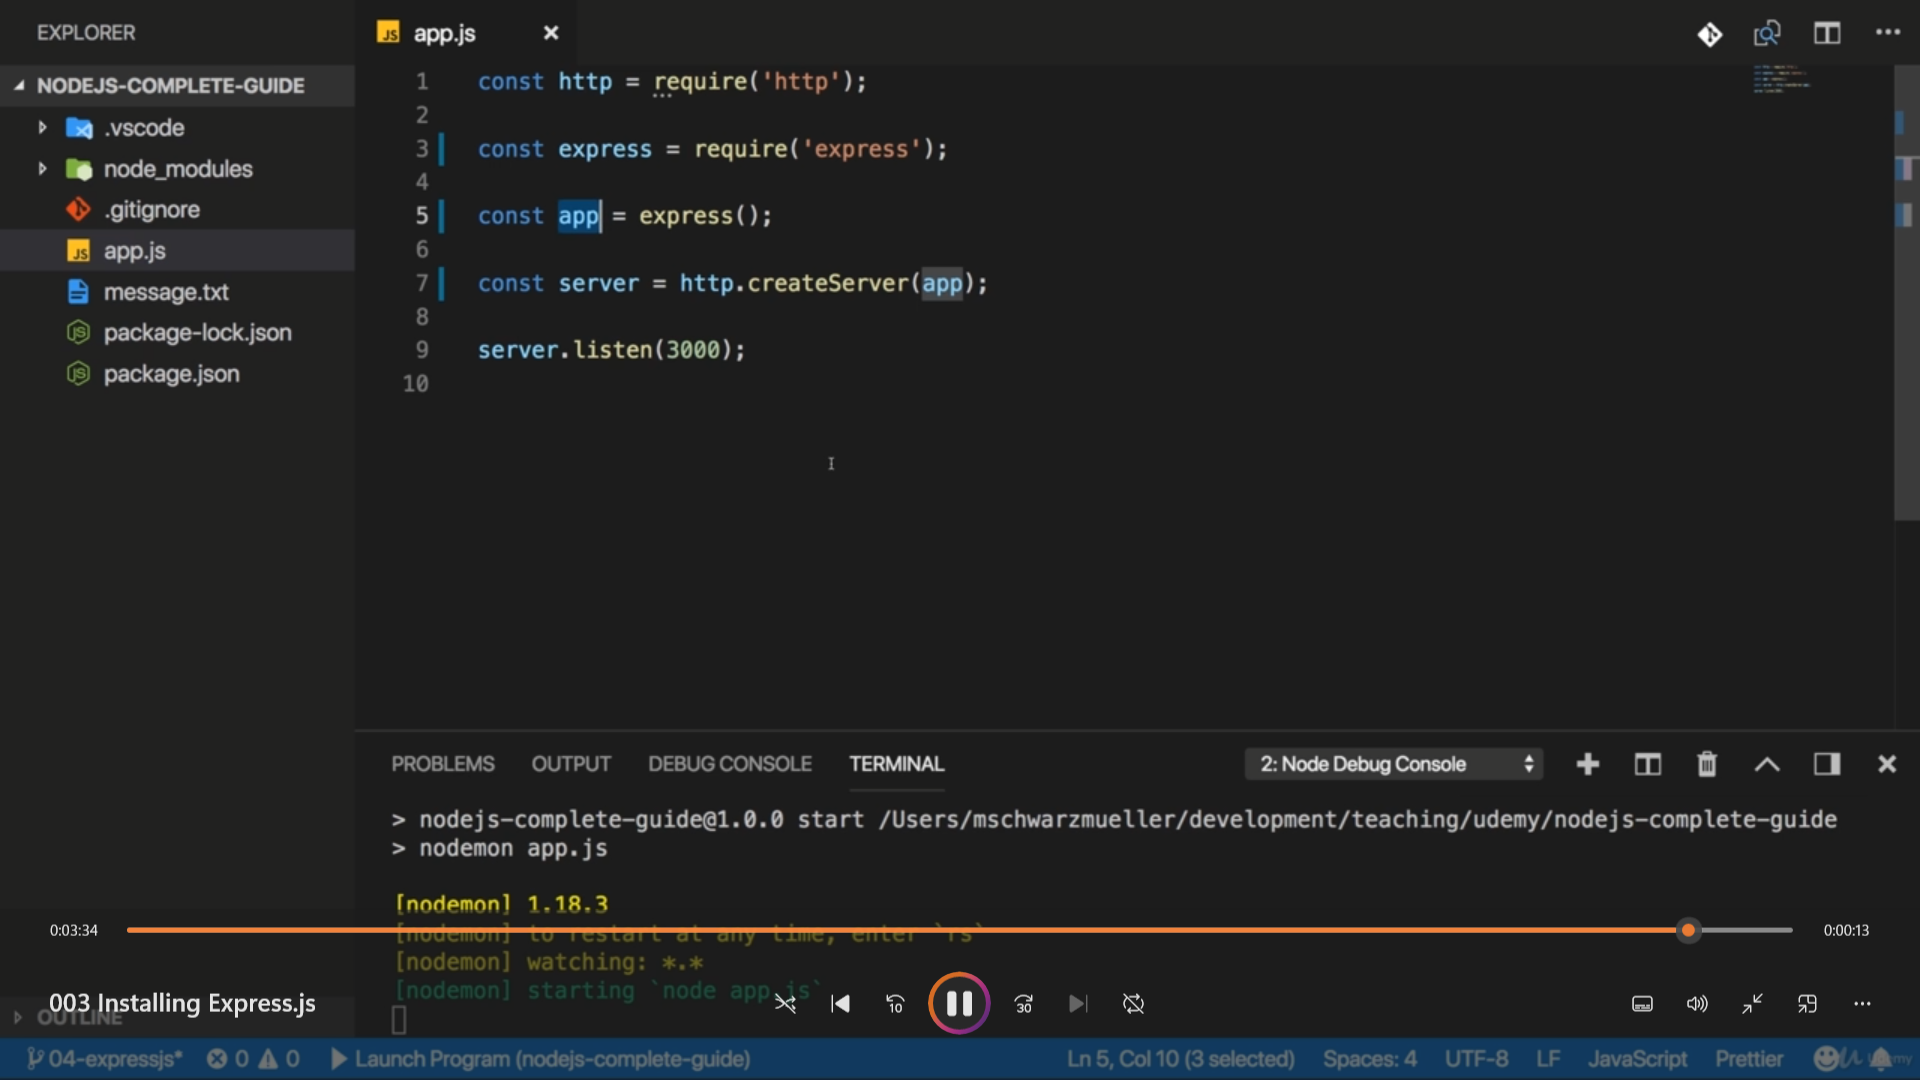 EXPLORER
NODEJS-COMPLETE-GUIDE
.vscode
node_modules
.gitignore
app.js
message.txt
package-lock.json
package.json
OUTLINE
app.js
1 const http = require('http');
2
3 const express = require('express');
4
5 const app = express();
6
7 const server = http.createServer(app);
8
9 server.listen(3000);
10
PROBLEMS OUTPUT DEBUG CONSOLE TERMINAL 2: Node Debug Console
> nodejs-complete-guide@1.0.0 start /Users/mschwarzmueller/development/teaching/udemy/nodejs-complete-guide
> nodemon app.js
[nodemon] 1.18.3
[nodemon] to restart at any time, enter `rs`
[nodemon] watching: *.*
[nodemon] starting `node app.js`
0:03:34 0:00:13
003 Installing Express.js
10 30
04-expressjs* 0 0 Launch Program (nodejs-complete-guide) Ln 5, Col 10 (3 selected) Spaces: 4 UTF-8 LF JavaScript Prettier